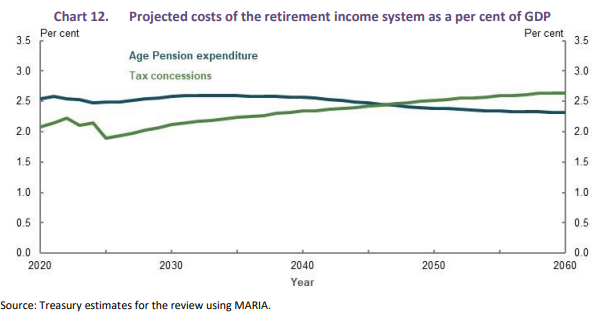 Chart 12. Projected costs of the retirement income system as a per cent of GDP
Per cent Per cent
3.5 3.5
Age Pension expenditure
3.0 3.0
Tax concessions
2.5 2.5
2.0 2.0
1.5 1.5
1.0 1.0
0.5 0.5
0.0 0.0
2020 2030 2040 2050 2060
Year
Source: Treasury estimates for the review using MARIA.